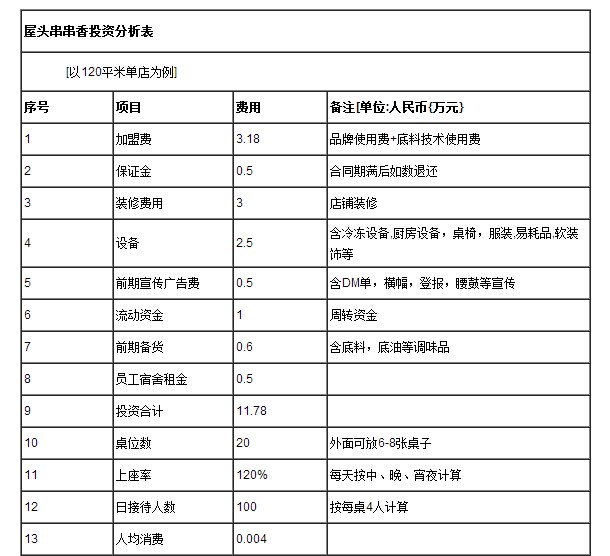 屋头串串香投资分析表
[以120平米单店为例]
序号 项目 费用 备注[单位:人民币{万元}
1 加盟费 3.18 品牌使用费+底料技术使用费
2 保证金 0.5 合同期满后如数退还
3 装修费用 3 店铺装修
4 设备 2.5 含冷冻设备,厨房设备，桌椅，服装,易耗品,软装
饰等
5 前期宣传广告费 0.5 含DM单，横幅，登报，腰鼓等宣传
6 流动资金 1 周转资金
7 前期备货 0.6 含底料，底油等调味品
8 员工宿舍租金 0.5
9 投资合计 11.78
10 桌位数 20 外面可放6-8张桌子
11 上座率 120% 每天按中、晚、宵夜计算
12 日接待人数 100 按每桌4人计算
13 人均消费 0.004